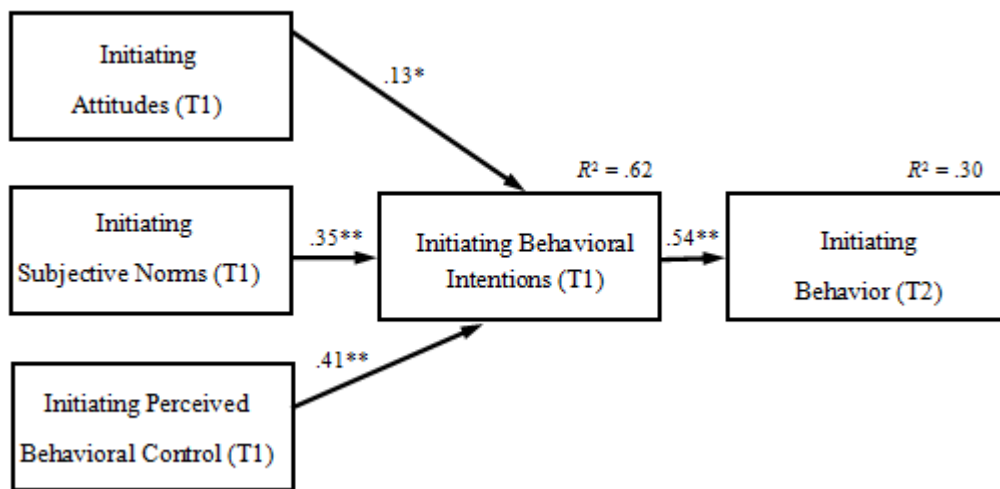 Initiating
Attitudes (T1)
.13*
R² = .62
R² = .30
Initiating
Subjective Norms (T1)
.35**
Initiating Behavioral
Intentions (T1)
.54**
Initiating
Behavior (T2)
.41**
Initiating Perceived
Behavioral Control (T1)